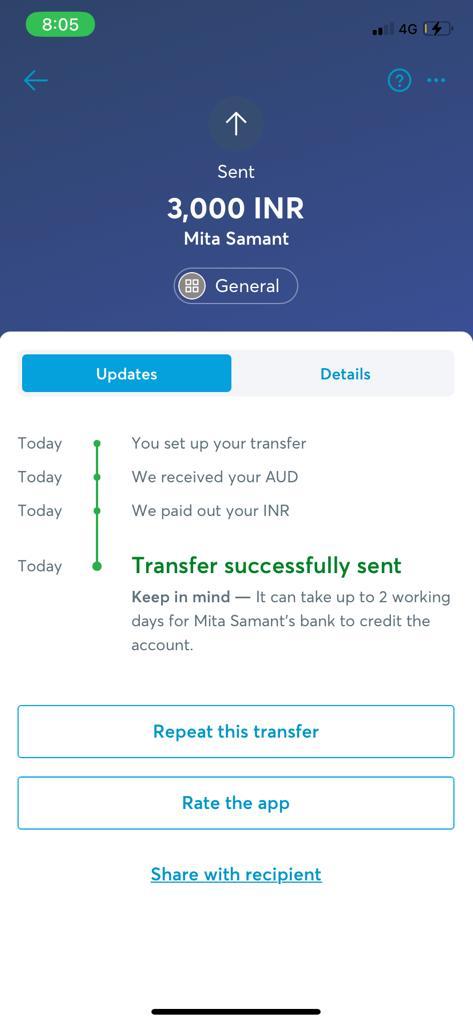 8:05
4G
?
Sent
3,000 INR
Mita Samant
General
Updates
Details
Today
You set up your transfer
Today
We received your AUD
Today
We paid out your INR
Today
Transfer successfully sent
Keep in mind — It can take up to 2 working
days for Mita Samant's bank to credit the
account.
Repeat this transfer
Rate the app
Share with recipient